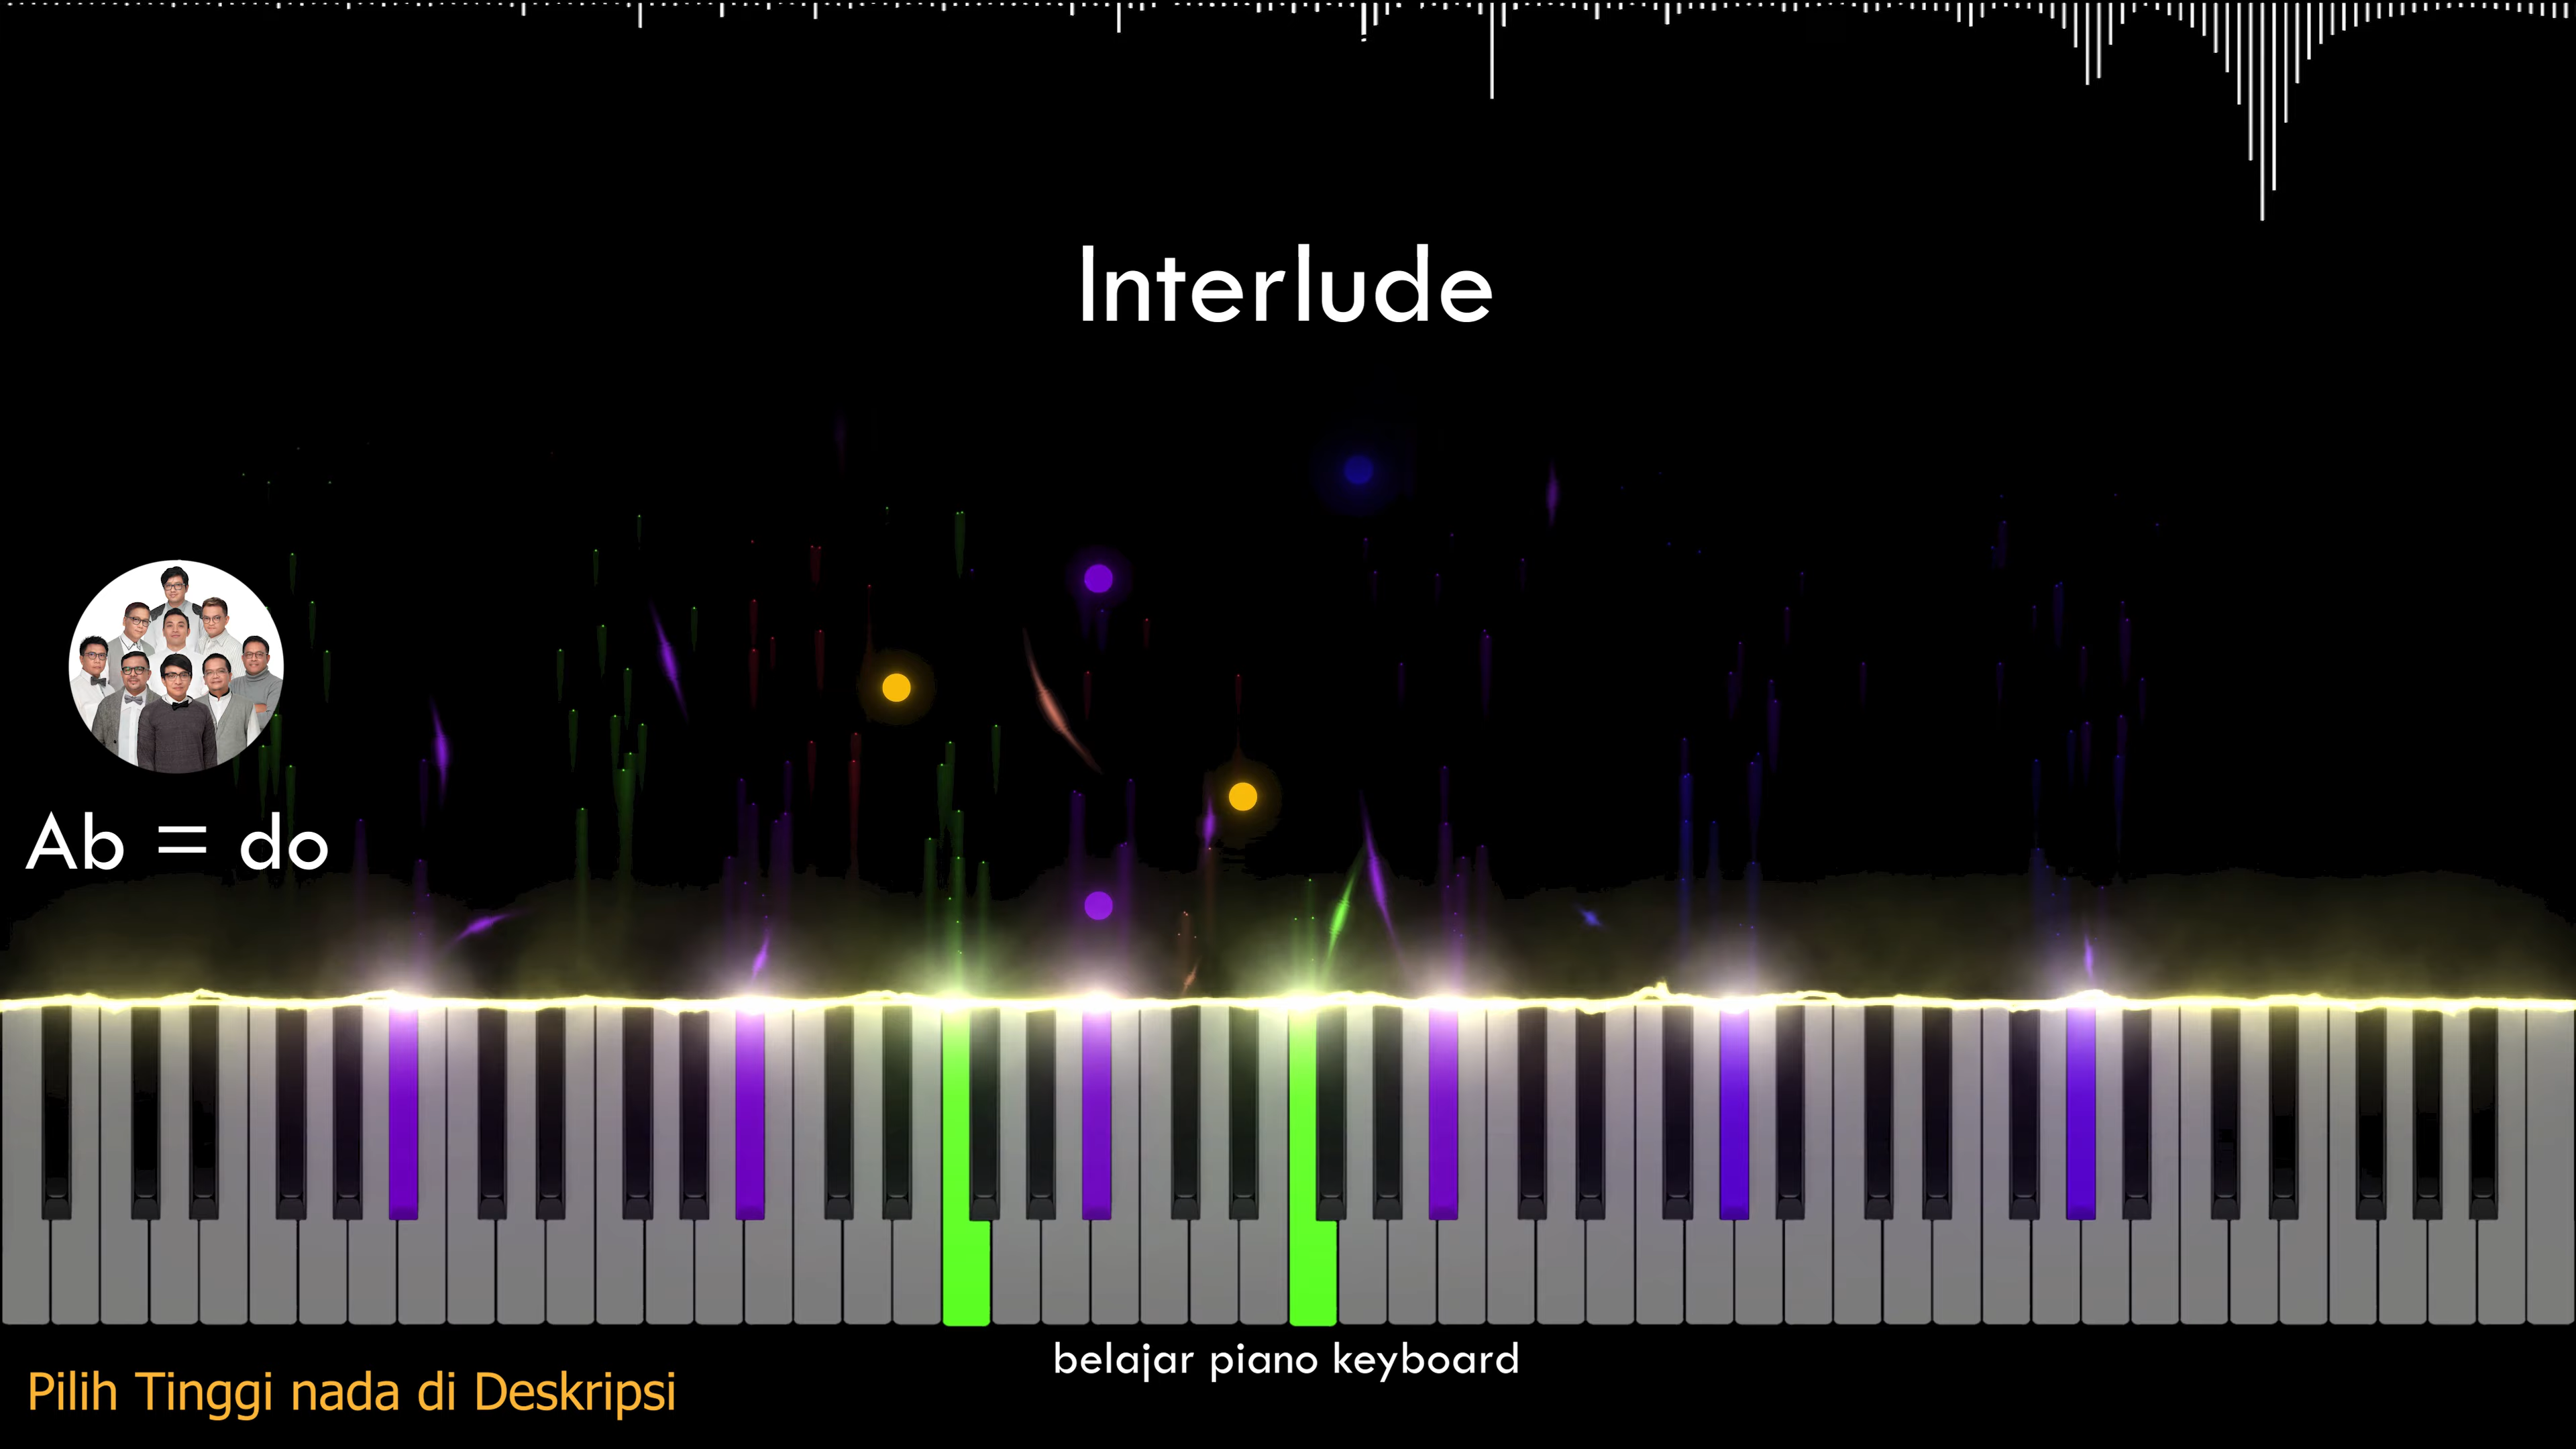 Interlude
Ab = do
belajar piano keyboard
Pilih Tinggi nada di Deskripsi